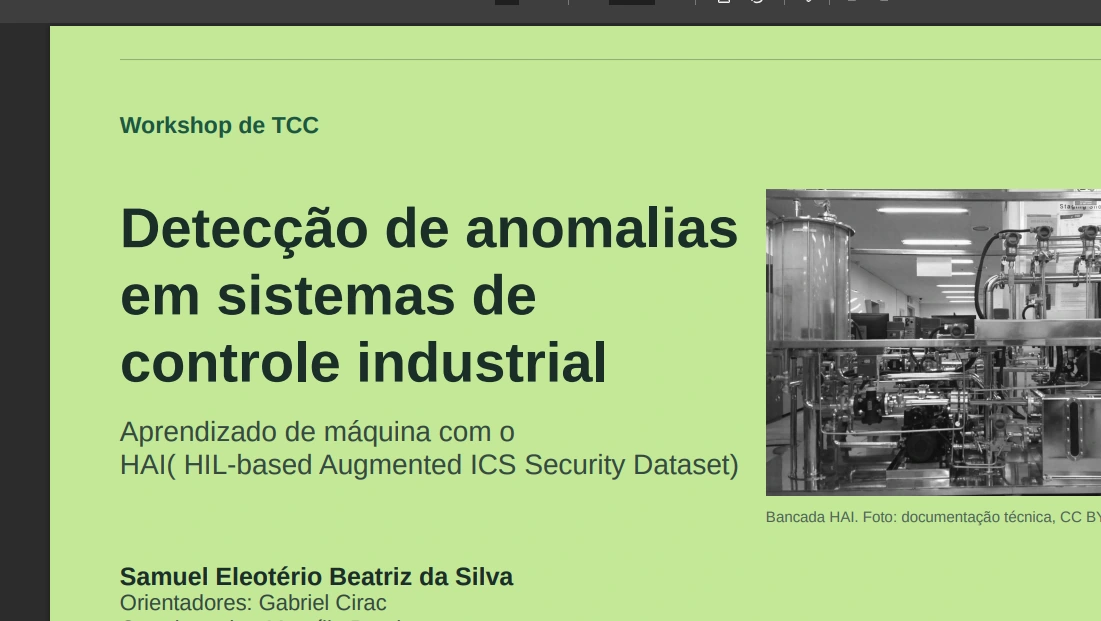 Workshop de TCC
Detecção de anomalias
em sistemas de
controle industrial
Aprendizado de máquina com o
HAI( HIL-based Augmented ICS Security Dataset)
Bancada HAI. Foto: documentação técnica, CC BY
Samuel Eleotério Beatriz da Silva
Orientadores: Gabriel Cirac